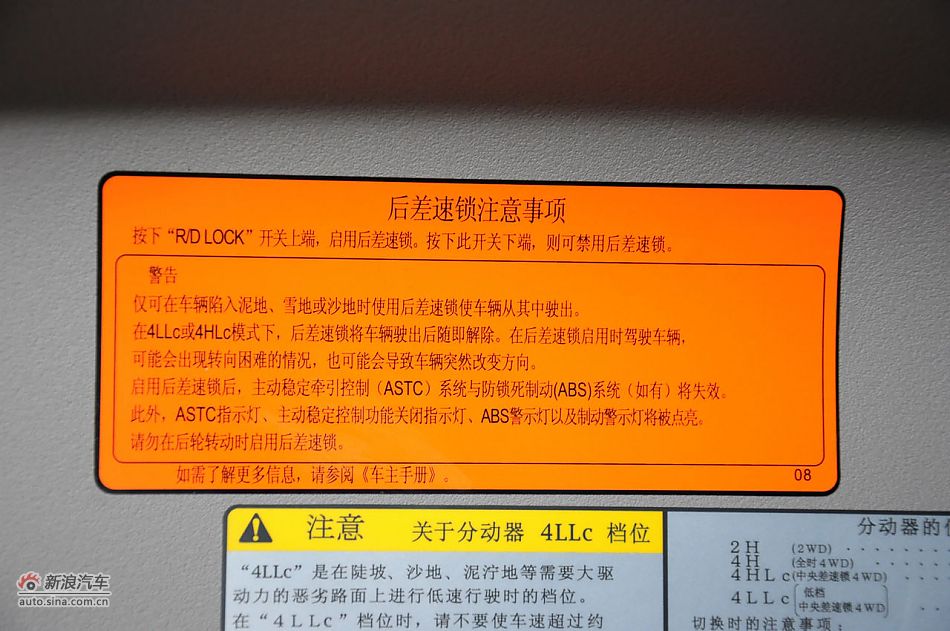 后差速锁注意事项
按下“R/D LOCK”开关上端，启用后差速锁。按下此开关下端，则可禁用后差速锁。
警告
仅可在车辆陷入泥地、雪地或沙地时使用后差速锁使车辆从其中驶出。
在4LLc或4HLc模式下，后差速锁将车辆驶出后随即解除。在后差速锁启用时驾驶车辆，
可能会出现转向困难的情况，也可能会导致车辆突然改变方向。
启用后差速锁后，主动稳定牵引控制（ASTC）系统与防锁死制动(ABS)系统（如有）将失效。
此外，ASTC指示灯、主动稳定控制功能关闭指示灯、ABS警示灯以及制动警示灯将被点亮。
请勿在后轮转动时启用后差速锁。
如需了解更多信息，请参阅《车主手册》。 08
注意 关于分动器 4LLc 档位
“4LLc”是在陡坡、沙地、泥泞地等需要大驱
动力的恶劣路面上进行低速行驶时的档位。
在“4LLc”档位时，请不要使车速超过约
分动器的
2H (2WD) ‥‥
4H (全时4WD) ‥‥
4HLc (中央差速锁4WD) ‥‥
4LLc 低档 中央差速锁4WD ‥
切换时的注意事项：
新浪汽车
auto.sina.com.cn